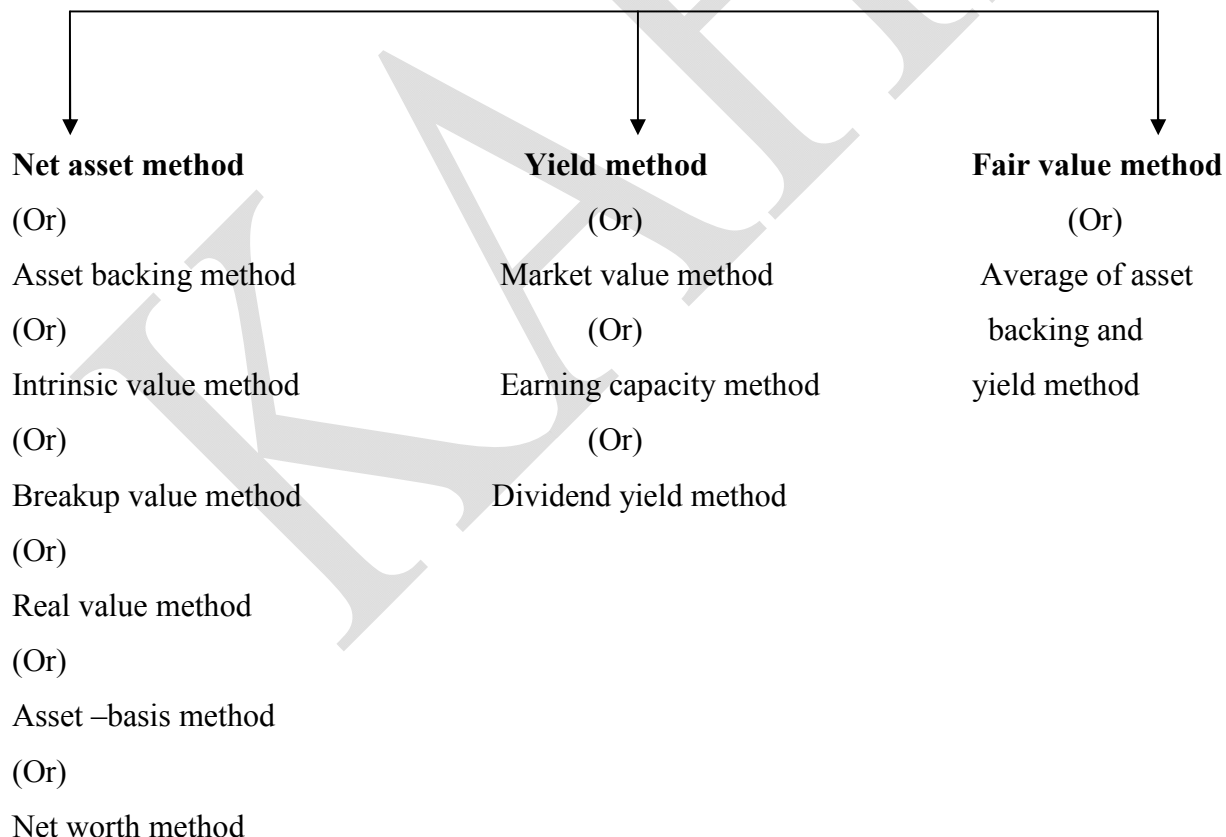 Net asset method
(Or)
Asset backing method
(Or)
Intrinsic value method
(Or)
Breakup value method
(Or)
Real value method
(Or)
Asset –basis method
(Or)
Net worth method
Yield method
(Or)
Market value method
(Or)
Earning capacity method
(Or)
Dividend yield method
Fair value method
(Or)
Average of asset
backing and
yield method